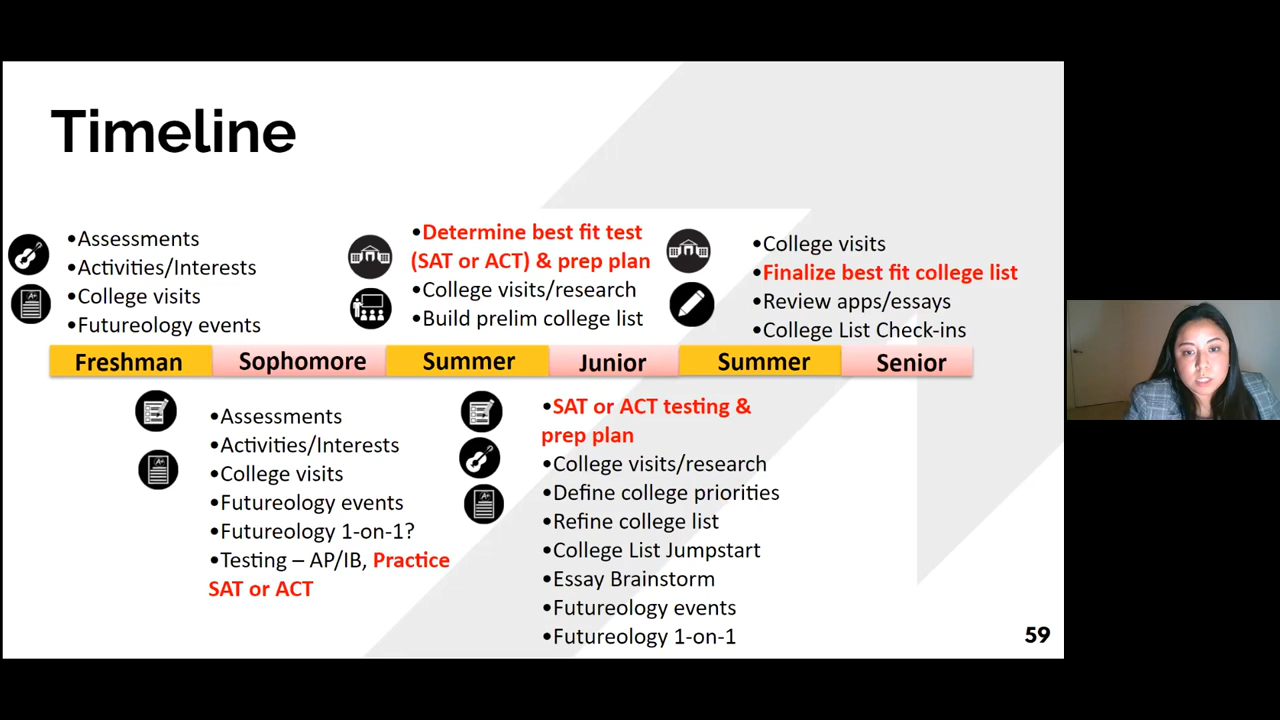 Timeline
•Assessments
•Activities/Interests
•College visits
•Futureology events
•Determine best fit test
(SAT or ACT) & prep plan
•College visits/research
•Build prelim college list
•College visits
•Finalize best fit college list
•Review apps/essays
•College List Check-ins
Freshman Sophomore Summer Junior Summer Senior
•Assessments
•Activities/Interests
•College visits
•Futureology events
•Futureology 1-on-1?
•Testing – AP/IB, Practice
SAT or ACT
•SAT or ACT testing &
prep plan
•College visits/research
•Define college priorities
•Refine college list
•College List Jumpstart
•Essay Brainstorm
•Futureology events
•Futureology 1-on-1
59